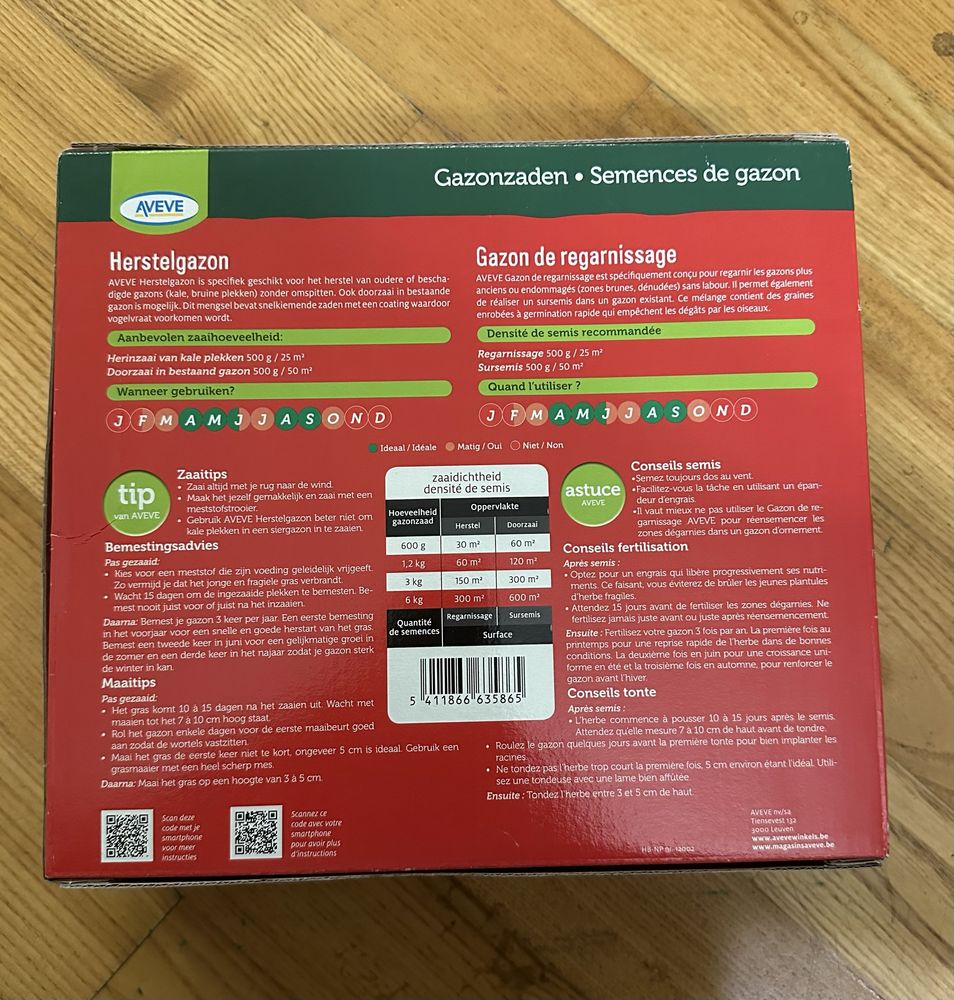 Gazonzaden • Semences de gazon
AVEVE
Herstelgazon
AVEVE Herstelgazon is specifiek geschikt voor het herstel van oudere of bescha-
digde gazons (kale, bruine plekken) zonder omspitten. Ook doorzaai in bestaande
gazon is mogelijk. Dit mengsel bevat snelkiemende zaden met een coating waardoor
vogelvraat voorkomen wordt.
Aanbevolen zaaihoeveelheid:
Herinzaai van kale plekken 500 g / 25 m²
Doorzaai in bestaand gazon 500 g / 50 m²
Wanneer gebruiken?
J F M A M J J A S O N D
Gazon de regarnissage
AVEVE Gazon de regarnissage est spécifiquement conçu pour regarnir les gazons plus
anciens ou endommagés (zones brunes, dénudées) sans labour. Il permet également
de réaliser un sursemis dans un gazon existant. Ce mélange contient des graines
enrobées à germination rapide qui empêchent les dégâts par les oiseaux.
Densité de semis recommandée
Regarnissage 500 g / 25 m²
Sursemis 500 g / 50 m²
Quand l'utiliser ?
J F M A M J J A S O N D
Ideaal / Idéale Matig / Oui Niet / Non
tip
van AVEVE
Zaaitips
• Zaai altijd met je rug naar de wind.
• Maak het jezelf gemakkelijk en zaai met een
meststofstrooier.
• Gebruik AVEVE Herstelgazon beter niet om
kale plekken in een siergazon in te zaaien.
Bemestingsadvies
Pas gezaaid:
• Kies voor een meststof die zijn voeding geleidelijk vrijgeeft.
Zo vermijd je dat het jonge en fragiele gras verbrandt.
• Wacht 15 dagen om de ingezaaide plekken te bemesten. Be-
mest nooit juist voor of juist na het inzaaien.
Daarna: Bemest je gazon 3 keer per jaar. Een eerste bemesting
in het voorjaar voor een snelle en goede herstart van het gras.
Bemest een tweede keer in juni voor een gelijkmatige groei in
de zomer en een derde keer in het najaar zodat je gazon sterk
de winter in kan.
Maaitips
Pas gezaaid:
• Het gras komt 10 à 15 dagen na het zaaien uit. Wacht met
maaien tot het 7 à 10 cm hoog staat.
• Rol het gazon enkele dagen voor de eerste maaibeurt goed
aan zodat de wortels vastzitten.
• Maai het gras de eerste keer niet te kort, ongeveer 5 cm is ideaal. Gebruik een
grasmaaier met een heel scherp mes.
Daarna: Maai het gras op een hoogte van 3 à 5 cm.
zaaidichtheid
densité de semis
Hoeveelheid
gazonzaad
Oppervlakte
Herstel Doorzaai
600 g 30 m² 60 m²
1,2 kg 60 m² 120 m²
3 kg 150 m² 300 m²
6 kg 300 m² 600 m²
Quantité
de semences
Regarnissage Sursemis
Surface
5 411866 635865
astuce
AVEVE
Conseils semis
•Semez toujours dos au vent.
•Facilitez-vous la tâche en utilisant un épan-
deur d'engrais.
•Il vaut mieux ne pas utiliser le Gazon de re-
garnissage AVEVE pour réensemencer les
zones dégarnies dans un gazon d'ornement.
Conseils fertilisation
Après semis :
• Optez pour un engrais qui libère progressivement ses nutri-
ments. Ce faisant, vous éviterez de brûler les jeunes plantules
d'herbe fragiles.
• Attendez 15 jours avant de fertiliser les zones dégarnies. Ne
fertilisez jamais juste avant ou juste après réensemencement.
Ensuite : Fertilisez votre gazon 3 fois par an. La première fois au
printemps pour une reprise rapide de l'herbe dans de bonnes
conditions. La deuxième fois en juin pour une croissance uni-
forme en été et la troisième fois en automne, pour renforcer le
gazon avant l'hiver.
Conseils tonte
Après semis :
• L'herbe commence à pousser 10 à 15 jours après le semis.
Attendez qu'elle mesure 7 à 10 cm de haut avant de tondre.
• Roulez le gazon quelques jours avant la première tonte pour bien implanter les
racines.
• Ne tondez pas l'herbe trop court la première fois, 5 cm environ étant l'idéal. Utili-
sez une tondeuse avec une lame bien affûtée.
Ensuite : Tondez l'herbe entre 3 et 5 cm de haut.
Scan deze
code met je
smartphone
voor meer
instructies
Scannez ce
code avec votre
smartphone
pour avoir plus
d'instructions
AVEVE nv/sa
Tiensevest 132
3000 Leuven
www.avevewinkels.be
www.magasinsaveve.be